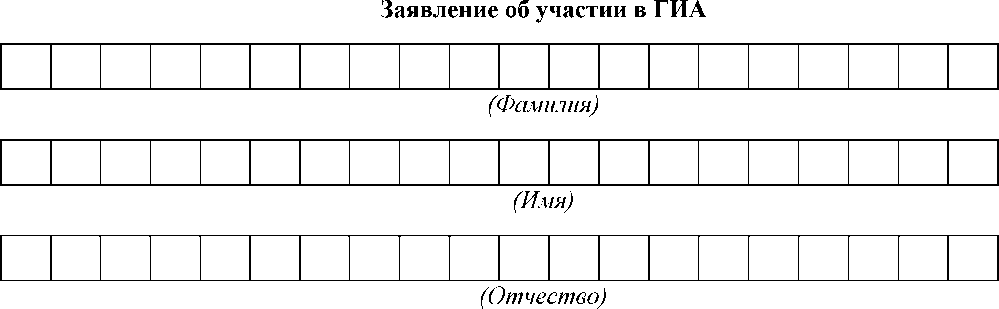 Заявление об участии в ГИА
(Фамилия)
(Имя)
(Отчество)